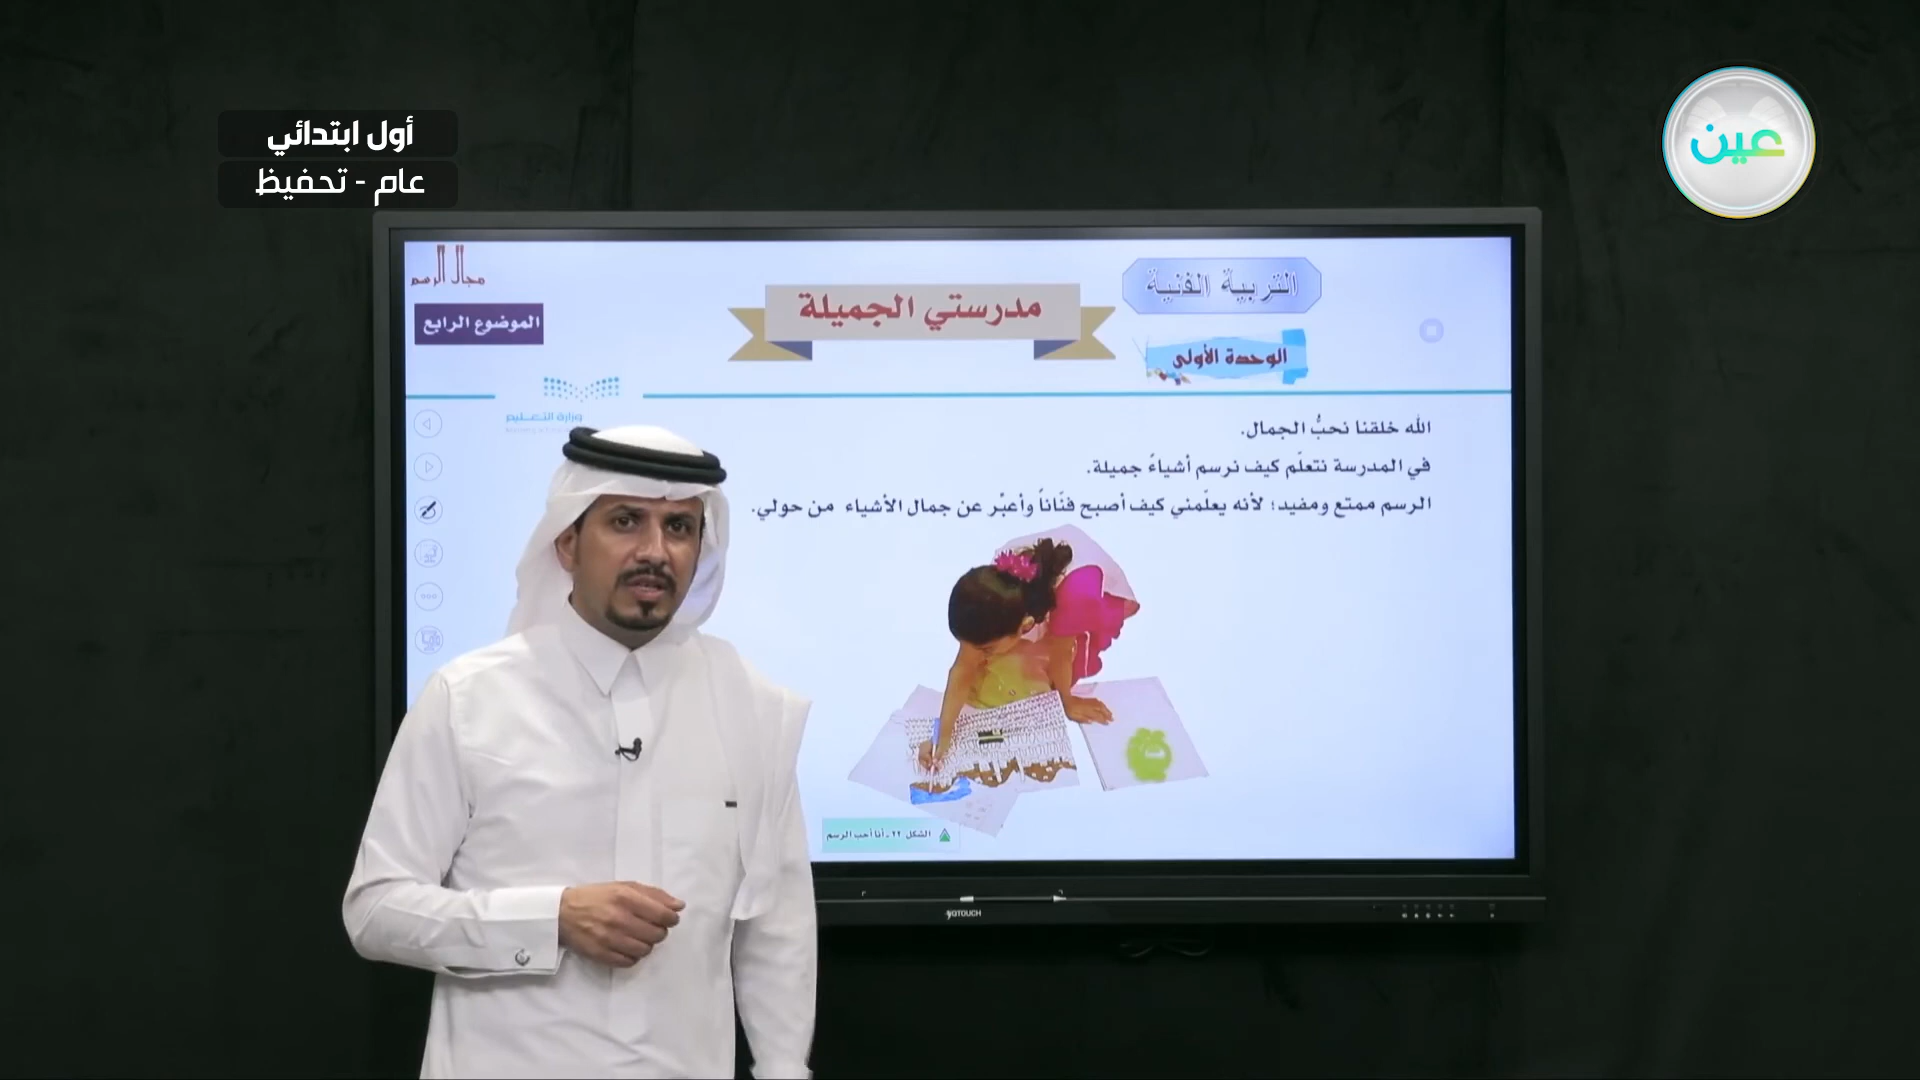 أول ابتدائي
عام - تحفيظ
عين
مجال الرسم
الموضوع الرابع
مدرستي الجميلة
التربية الفنية
الوحدة الأولى
وزارة التعـليم
الله خلقنا نحبُّ الجمال.
في المدرسة نتعلّم كيف نرسم أشياءً جميلة.
الرسم ممتع ومفيد؛ لأنه يعلّمني كيف أصبح فنّاناً وأعبّر عن جمال الأشياء من حولي.
الشكل ٢٢ـ أنا أحب الرسم